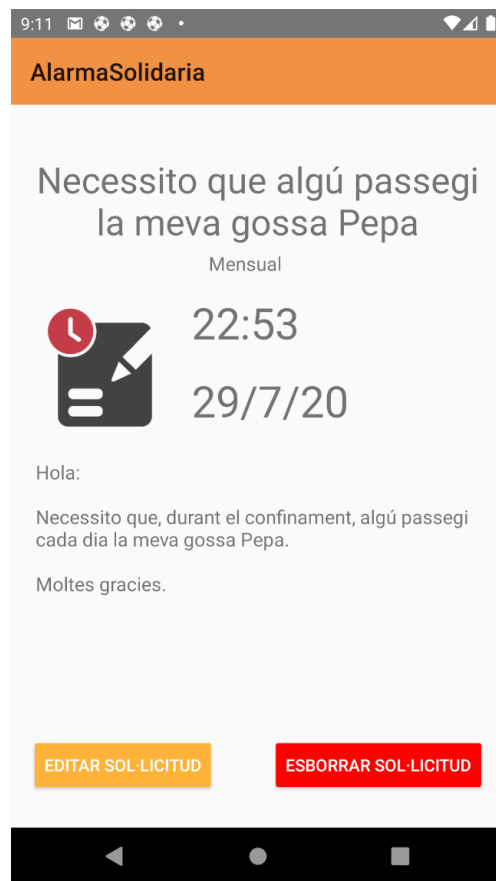 9:11
AlarmaSolidaria
Necessito que algú passegi
la meva gossa Pepa
Mensual
22:53
29/7/20
Hola:
Necessito que, durant el confinament, algú passegi
cada dia la meva gossa Pepa.
Moltes gracies.
EDITAR SOL·LICITUD
ESBORRAR SOL·LICITUD